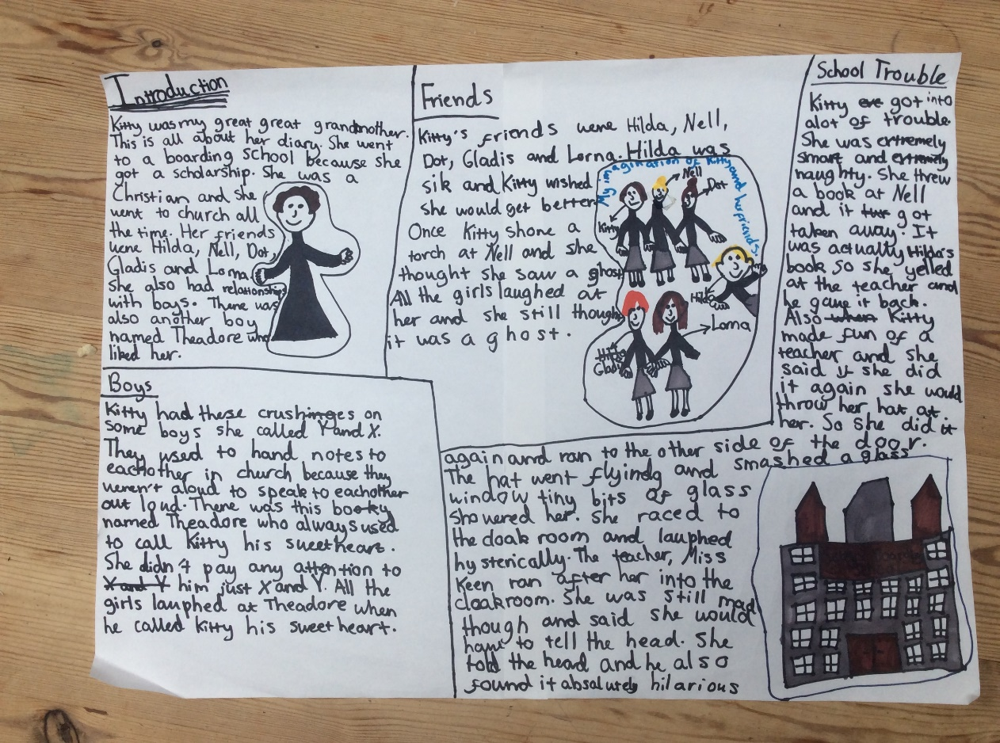 Introduction
Kitty was my great great grandmother.
This is all about her diary. She went
to a boarding school because she
got a scholarship. She was a
Christian and she
went to church all
the time. Her friends
were Hilda, Nell, Dot,
Gladis and Lorna
She also had relationships
with boys. There was
also another boy
named Theadore who
liked her.
Friends
Kitty's friends were Hilda, Nell,
Dot, Gladis and Lorna. Hilda was
sik and Kitty wished
she would get better
Once Kitty shone a
torch at Nell and she
thought she saw a ghost
All the girls laughed at
her and she still though
it was a ghost.
My imagination of Kitty and her friends
Nell
Dot
Kitty
Hilda
Lorna
Hilda
Gladis
School Trouble
Kitty eve got into
alot of trouble.
She was extremely
smart and extremely
naughty. She threw
a book at Nell
and it got
taken away. It
was actually Hilda's
book so she yelled
at the teacher and
he gave it back.
Also when Kitty
made fun of a
teacher and she
said if she did
it again she would
throw her hat at
her. So she did it
again and ran to the other side of the door.
The hat went flyindg and smashed a glass
window tiny bits of glass
showered her. She raced to
the cloak room and lauphed
hysterically. The teacher, Miss
Keen ran after her into the
cloakroom. She was still mad
though and said she would
have to tell the head. She
told the head and he also
found it absalutely hilarious
Boys
Kitty had these crushinges on
some boys she called Y and X.
They used to hand notes to
eachother in church because they
weren't aloud to speak to eachother
out loud. There was this booky
named Theadore who always used
to call Kitty his sweetheart.
She didn't pay any attention to
X and Y him just X and Y. All the
girls lauphed at Theadore when
he called Kitty his sweetheart.